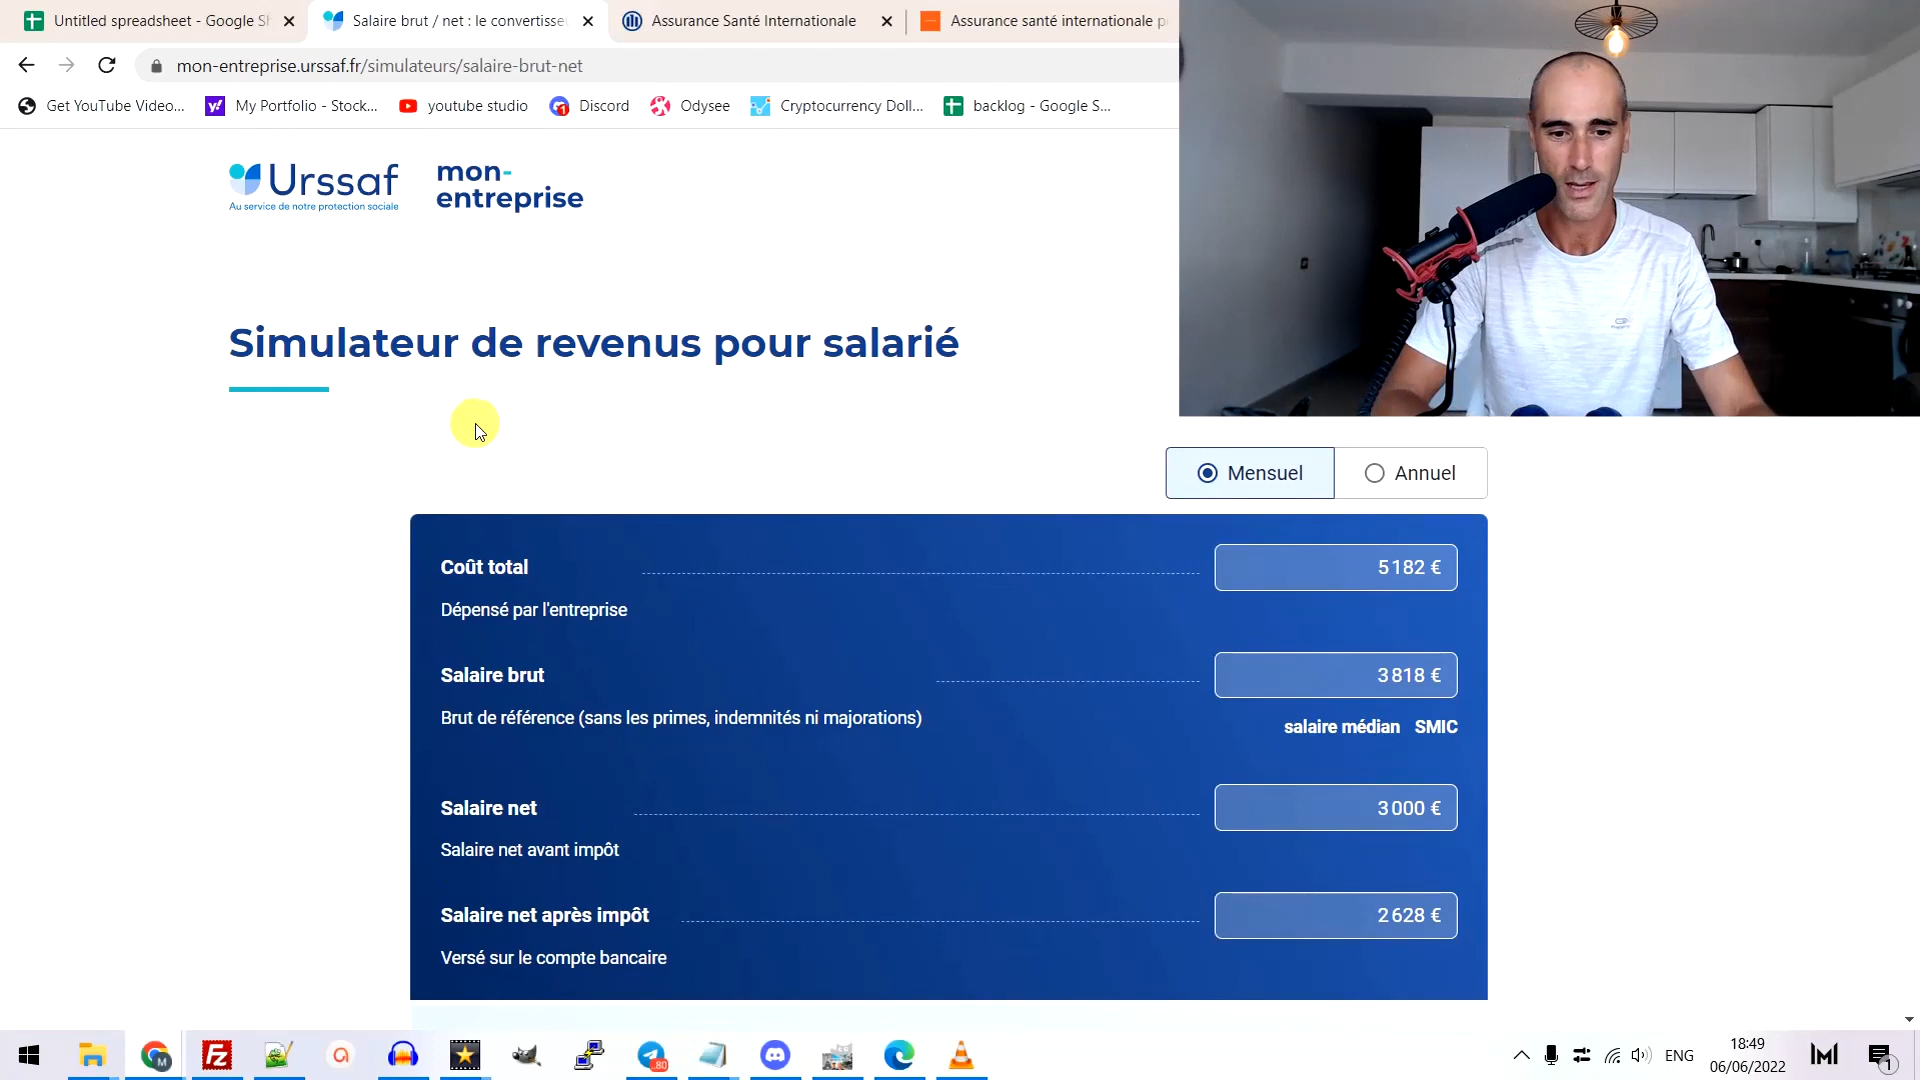 Untitled spreadsheet - Google Sh
Salaire brut / net : le convertisse
Assurance Santé Internationale
Assurance santé internationale p
mon-entreprise.urssaf.fr/simulateurs/salaire-brut-net
Get YouTube Video...
My Portfolio - Stock...
youtube studio
Discord
Odysee
Cryptocurrency Doll...
backlog - Google S...
Urssaf
Au service de notre protection sociale
mon-
entreprise
Simulateur de revenus pour salarié
Mensuel
Annuel
Coût total
5 182 €
Dépensé par l'entreprise
Salaire brut
3 818 €
Brut de référence (sans les primes, indemnités ni majorations)
salaire médian SMIC
Salaire net
3 000 €
Salaire net avant impôt
Salaire net après impôt
2 628 €
Versé sur le compte bancaire
80
ENG
18:49
06/06/2022
1